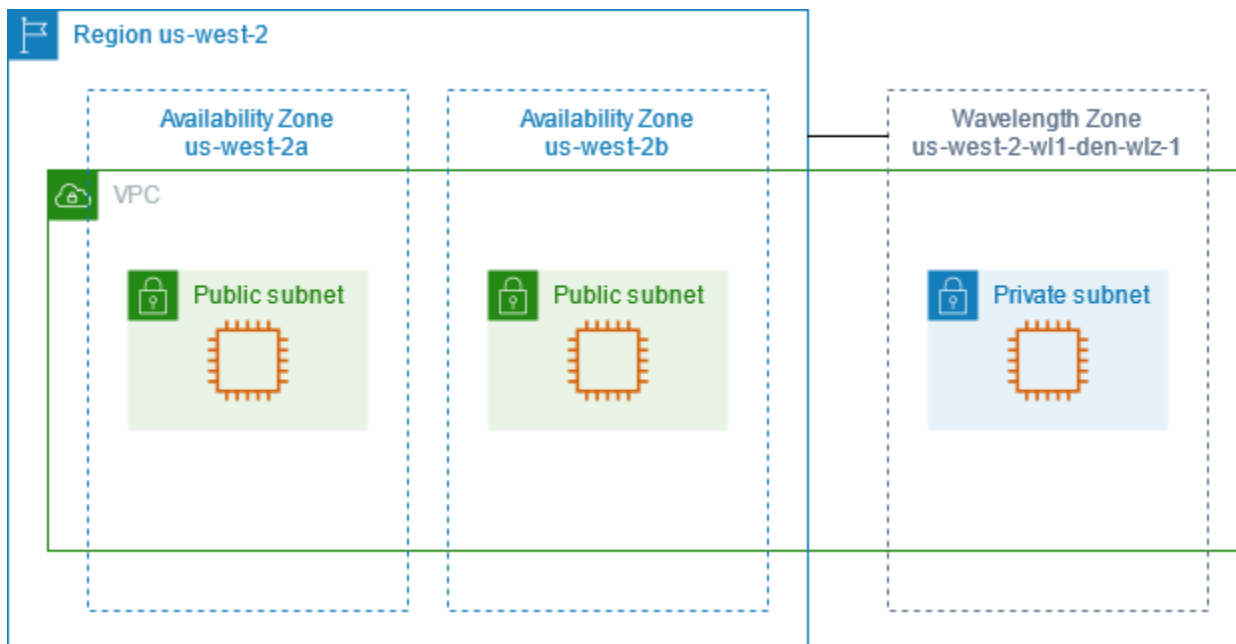 Region us-west-2
Availability Zone
us-west-2a
Availability Zone
us-west-2b
Wavelength Zone
us-west-2-wl1-den-wlz-1
VPC
Public subnet
Public subnet
Private subnet